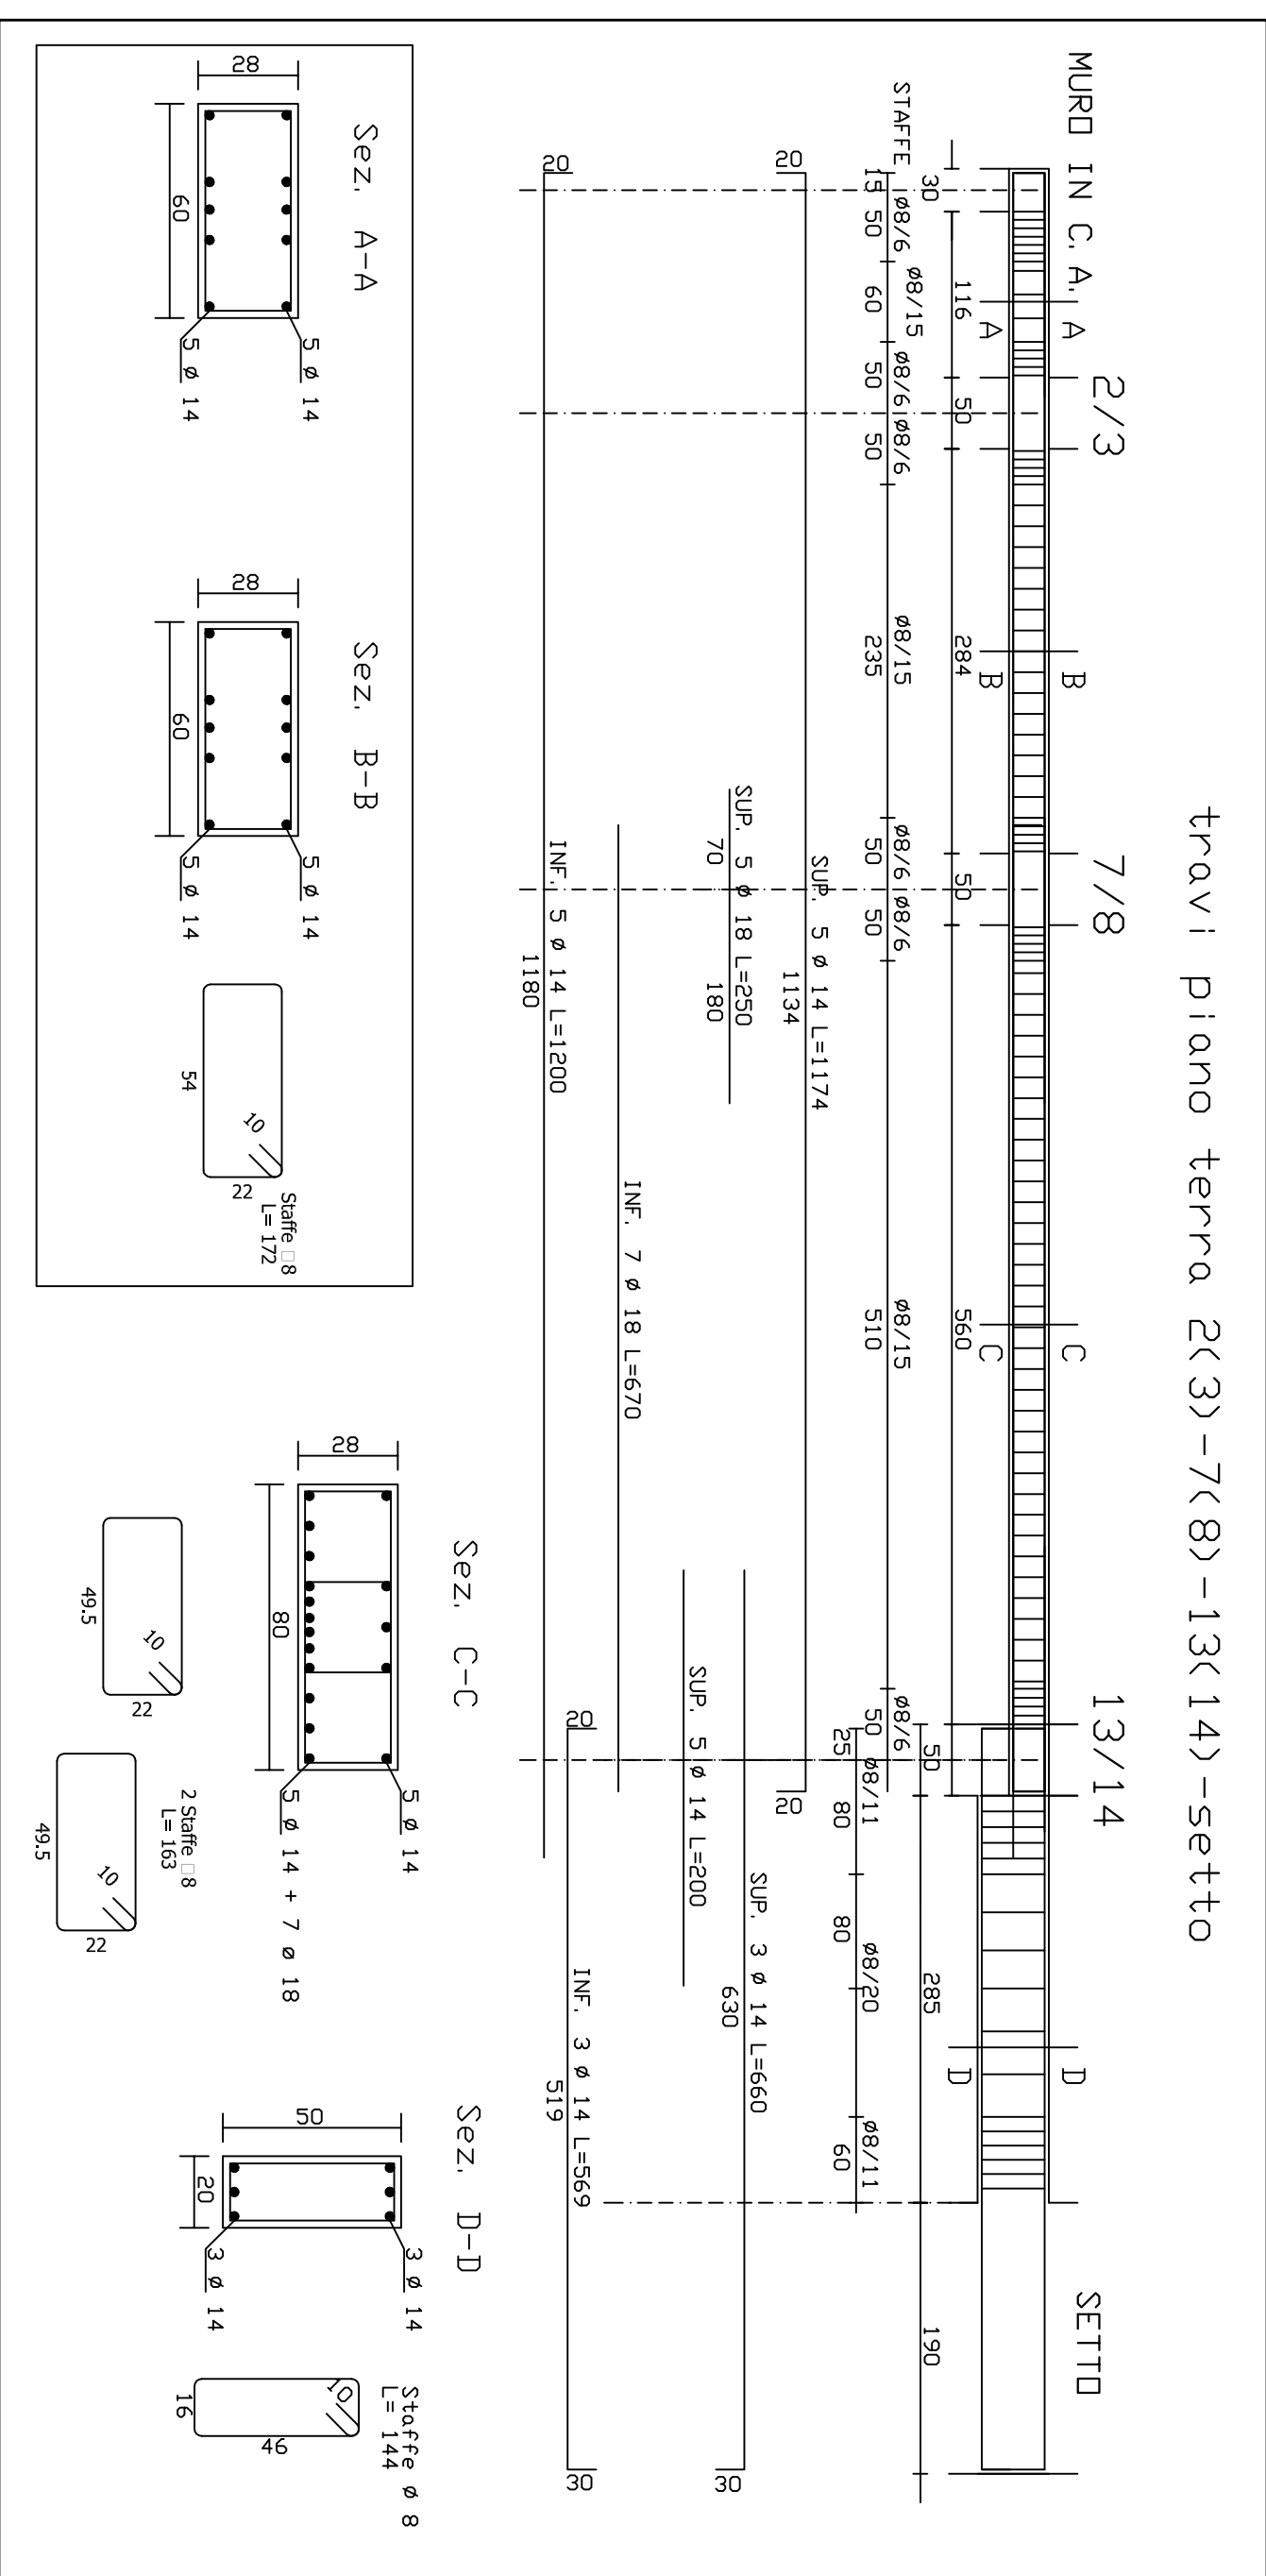 travi piano terra 2(3)-7(8)-13(14)-setto
2/3 7/8 13/14
MURO IN C.A. SETTO
A B C D
A B C D
30 116 50 284 50 560 50 285 190
STAFFE ø8/6 ø8/15 ø8/6 ø8/6 ø8/15 ø8/6 ø8/6 ø8/15 ø8/6
15 50 60 50 50 235 50 50 510 50
ø8/11 ø8/20 ø8/11
25 80 80 60
20 SUP. 5 ø 14 L=1174 20
1134
SUP. 3 ø 14 L=660
630 30
SUP. 5 ø 18 L=250
70 180
SUP. 5 ø 14 L=200
INF. 7 ø 18 L=670
20 INF. 3 ø 14 L=569 30
519
20 INF. 5 ø 14 L=1200
1180
Sez. A-A
28
60
5 ø 14
5 ø 14
Sez. B-B
28
60
5 ø 14
5 ø 14
54
10
22
Staffe □8
L= 172
Sez. C-C
28
80
5 ø 14
5 ø 14 + 7 ø 18
49.5
10
22
2 Staffe □8
L= 163
49.5
10
22
Sez. D-D
50
20
3 ø 14
3 ø 14
Staffe ø 8
L= 144
10
16
46